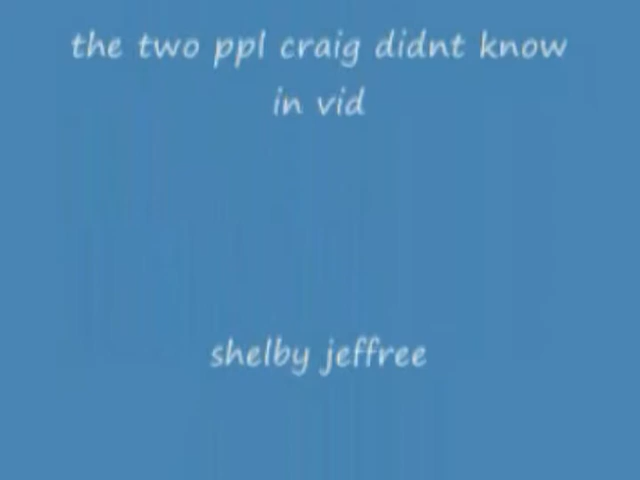 the two ppl craig didnt know
in vid
shelby jeffree